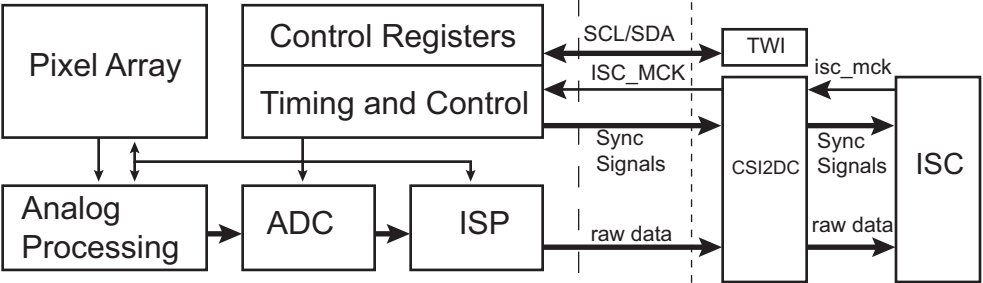 Pixel Array
Control Registers
Timing and Control
SCL/SDA
TWI
ISC_MCK
isc_mck
Sync
Signals
CSI2DC
Sync
Signals
ISC
Analog
Processing
ADC
ISP
raw data
raw data